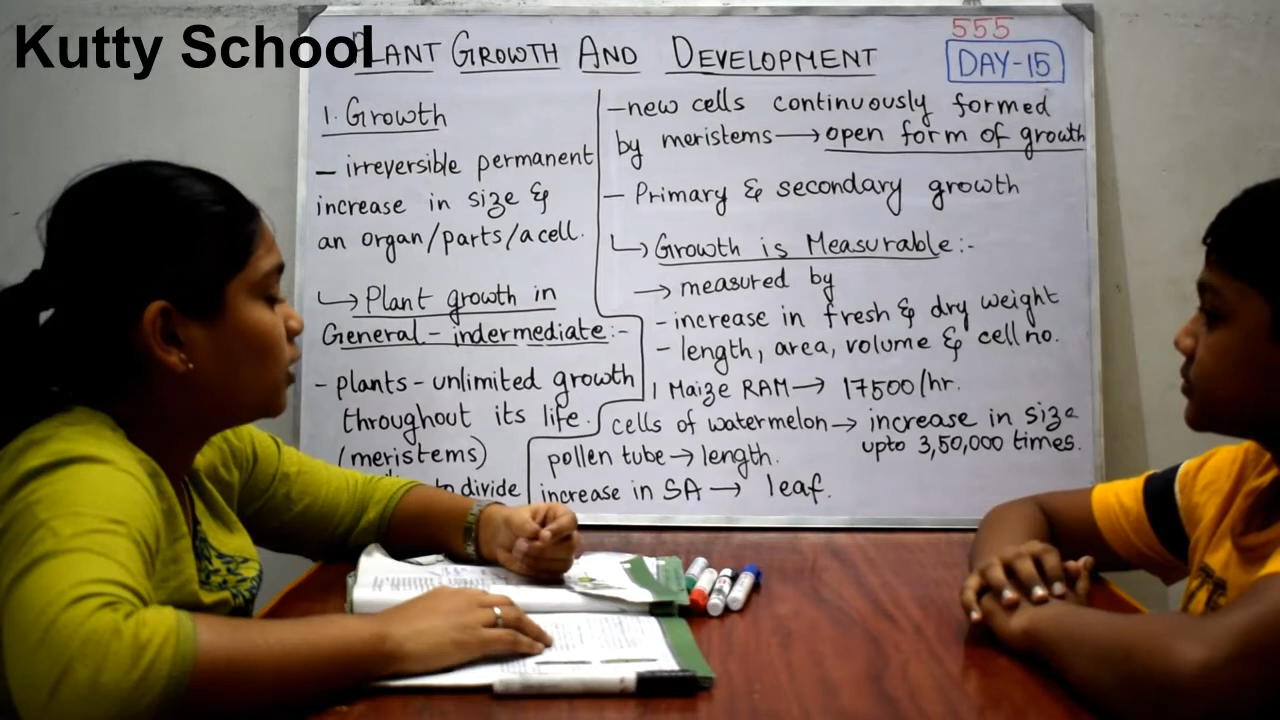 Kutty School
PLANT GROWTH AND DEVELOPMENT
555
DAY-15
1. Growth
- irreversible permanent
increase in size &
an organ/parts/a cell.
↳ Plant growth in
General - indermediate:-
- plants - unlimited growth
throughout its life.
(meristems)
to divide
- new cells continuously formed
by meristems → open form of growth
- Primary & secondary growth
↳ Growth is Measurable:-
→ measured by
- increase in fresh & dry weight
- length, area, volume & cell no.
1 Maize RAM → 17500/hr.
cells of watermelon → increase in size
upto 3,50,000 times.
pollen tube → length.
increase in SA → leaf.